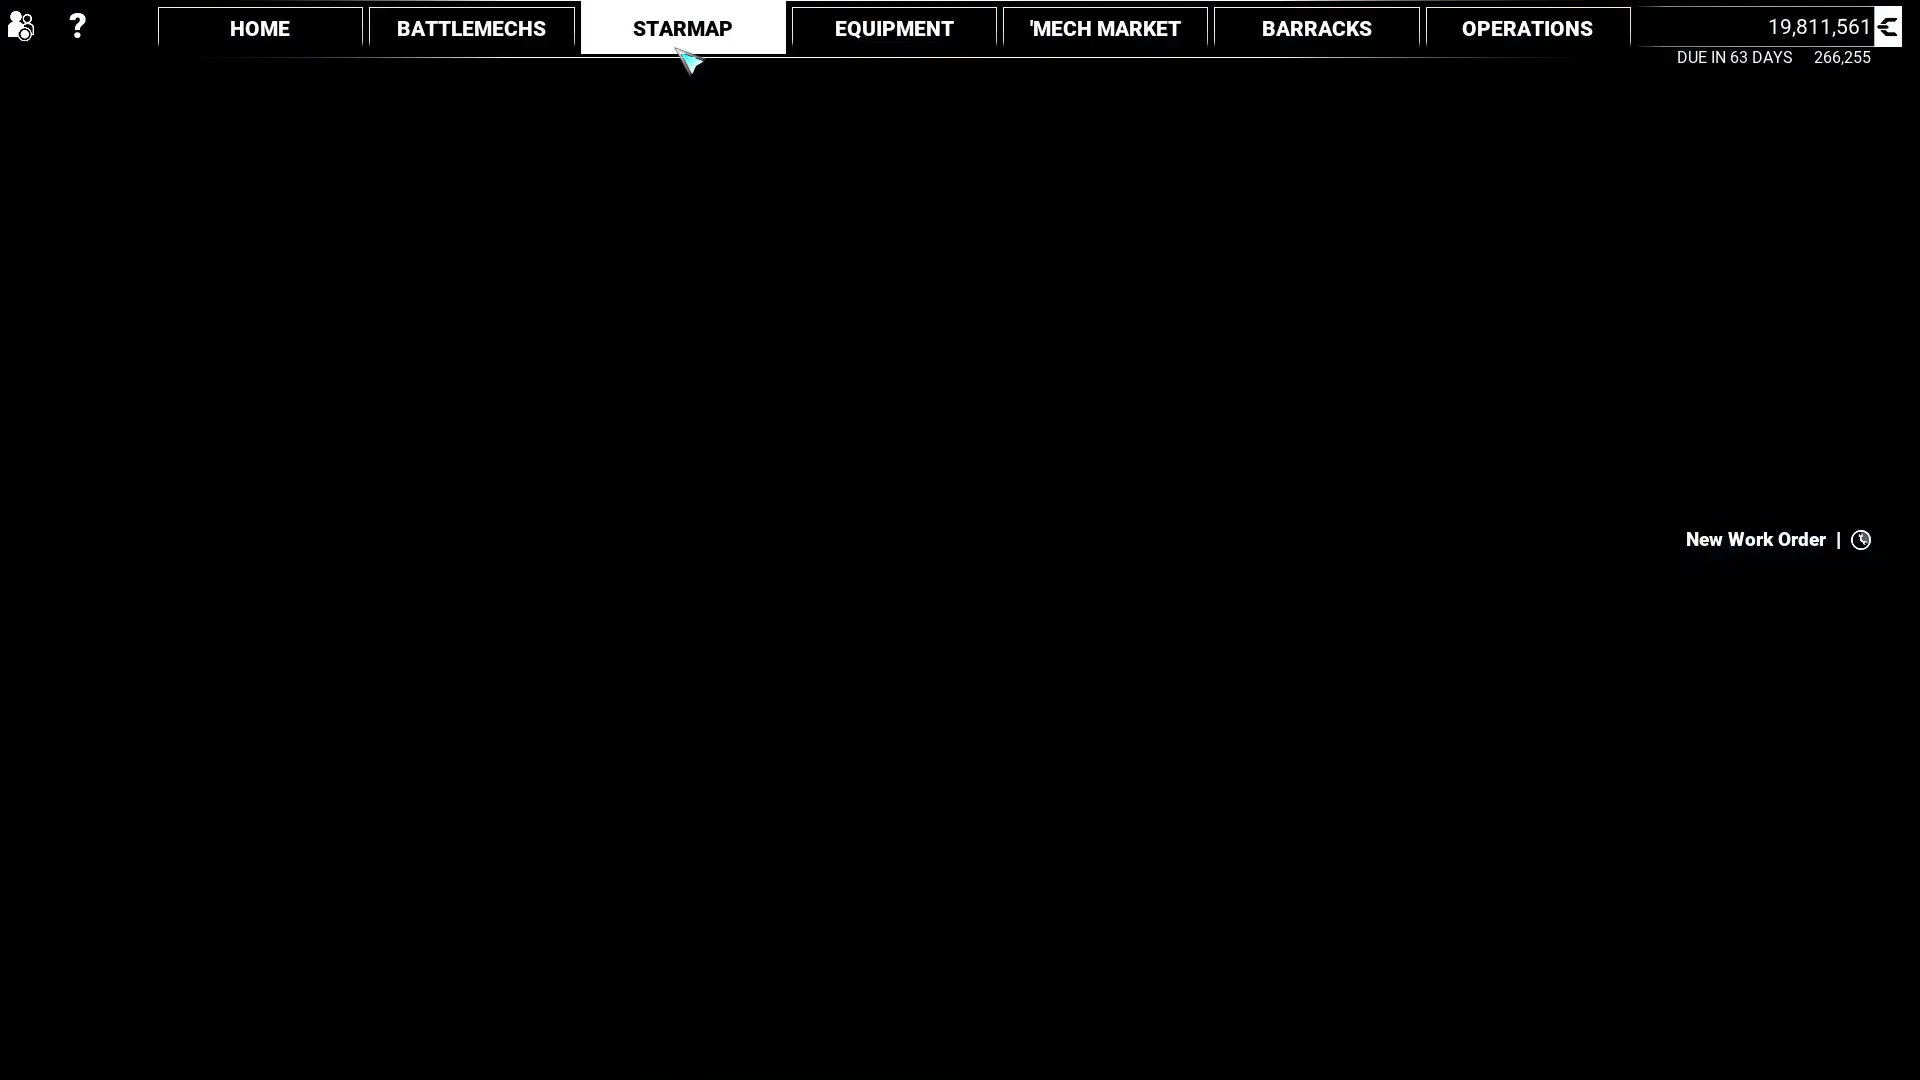 ?
HOME
BATTLEMECHS
STARMAP
EQUIPMENT
'MECH MARKET
BARRACKS
OPERATIONS
19,811,561
DUE IN 63 DAYS 266,255
New Work Order |